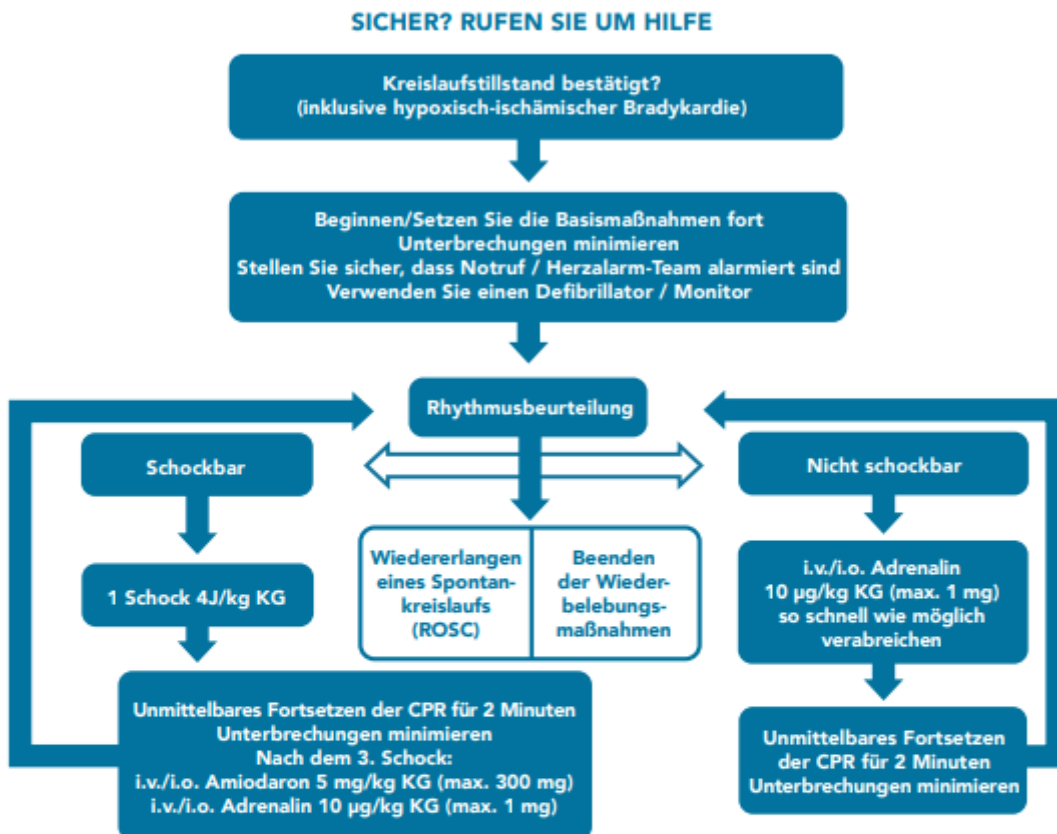 SICHER? RUFEN SIE UM HILFE
Kreislaufstillstand bestätigt?
(inklusive hypoxisch-ischämischer Bradykardie)
Beginnen/Setzen Sie die Basismaßnahmen fort
Unterbrechungen minimieren
Stellen Sie sicher, dass Notruf / Herzalarm-Team alarmiert sind
Verwenden Sie einen Defibrillator / Monitor
Rhythmusbeurteilung
Schockbar
1 Schock 4J/kg KG
Unmittelbares Fortsetzen der CPR für 2 Minuten
Unterbrechungen minimieren
Nach dem 3. Schock:
i.v./i.o. Amiodaron 5 mg/kg KG (max. 300 mg)
i.v./i.o. Adrenalin 10 µg/kg KG (max. 1 mg)
Wiedererlangen
eines Spontan-
kreislaufs
(ROSC)
Beenden
der Wieder-
belebungs-
maßnahmen
Nicht schockbar
i.v./i.o. Adrenalin
10 µg/kg KG (max. 1 mg)
so schnell wie möglich
verabreichen
Unmittelbares Fortsetzen
der CPR für 2 Minuten
Unterbrechungen minimieren